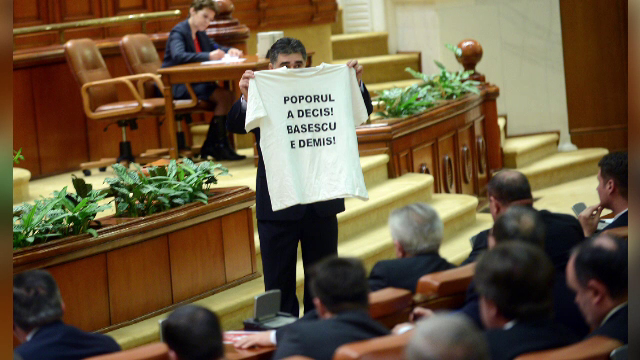 POPORUL
A DECIS!
BASESCU
E DEMIS!